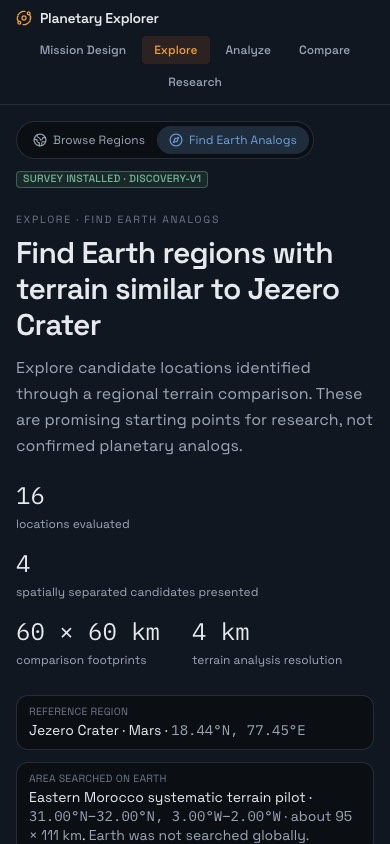 Planetary Explorer
Mission Design Explore Analyze Compare
Research
Browse Regions Find Earth Analogs
SURVEY INSTALLED · DISCOVERY-V1
EXPLORE · FIND EARTH ANALOGS
Find Earth regions with
terrain similar to Jezero
Crater
Explore candidate locations identified
through a regional terrain comparison. These
are promising starting points for research, not
confirmed planetary analogs.
16
locations evaluated
4
spatially separated candidates presented
60 × 60 km 4 km
comparison footprints terrain analysis resolution
REFERENCE REGION
Jezero Crater · Mars · 18.44°N, 77.45°E
AREA SEARCHED ON EARTH
Eastern Morocco systematic terrain pilot ·
31.00°N–32.00°N, 3.00°W–2.00°W · about 95
× 111 km. Earth was not searched globally.